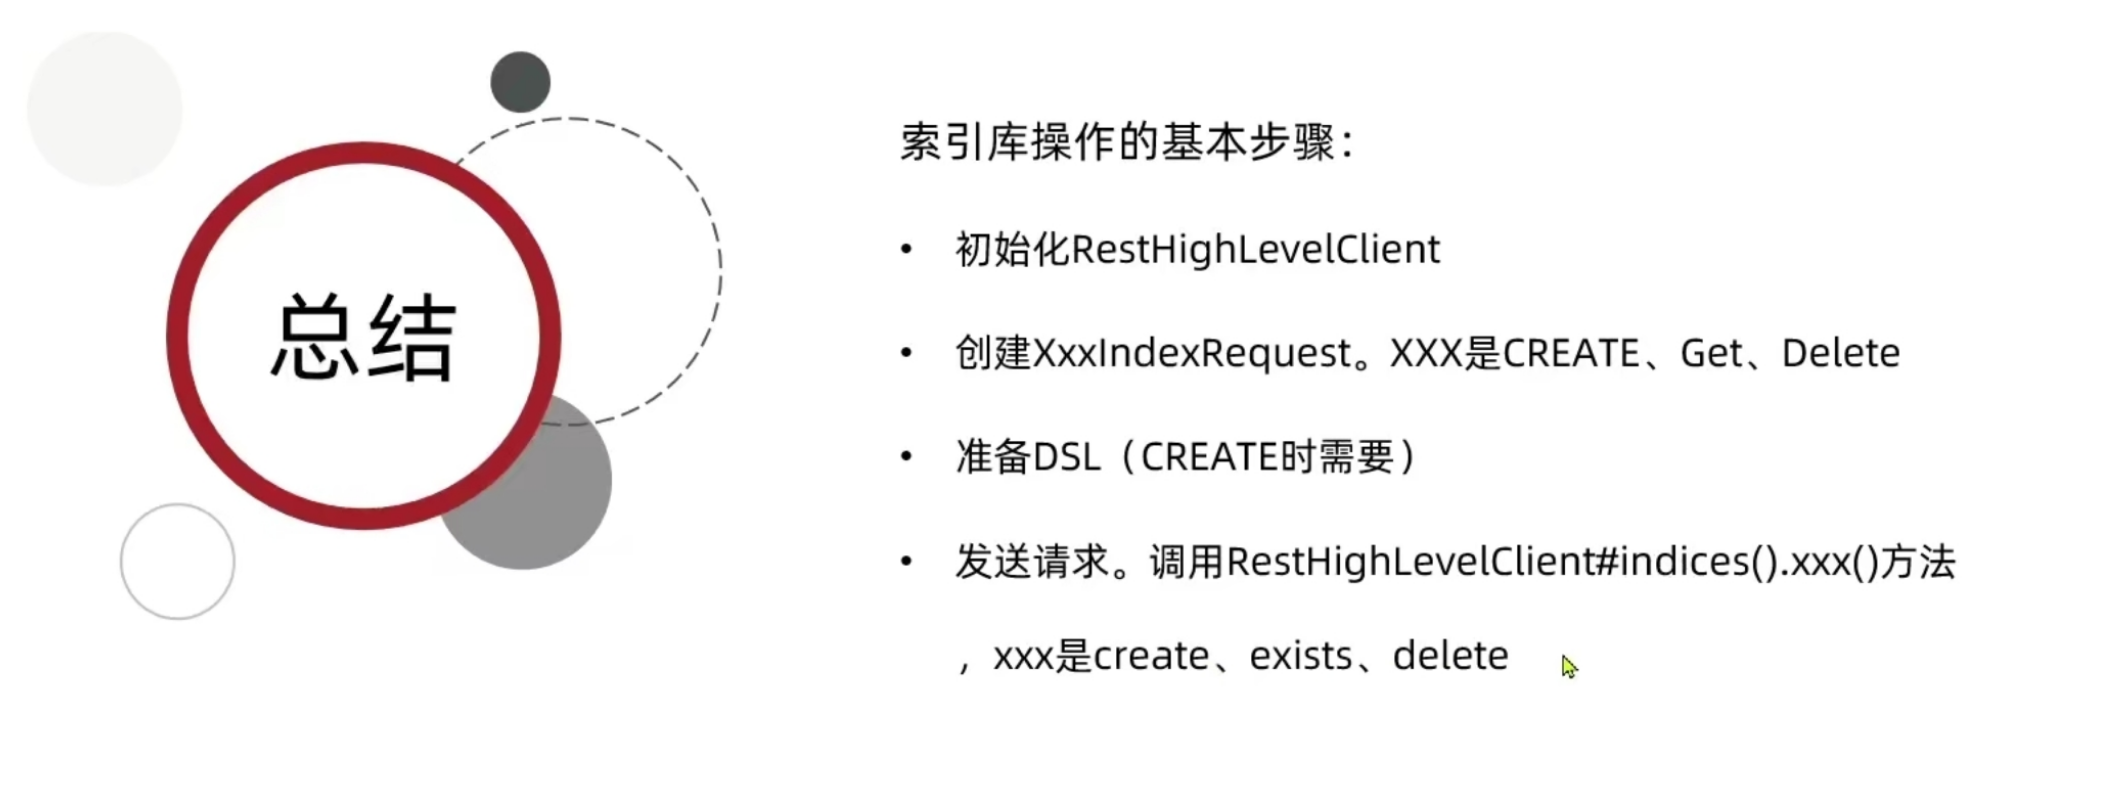 总结
索引库操作的基本步骤：
• 初始化RestHighLevelClient
• 创建XxxIndexRequest。XXX是CREATE、Get、Delete
• 准备DSL（CREATE时需要）
• 发送请求。调用RestHighLevelClient#indices().xxx()方法
，xxx是create、exists、delete